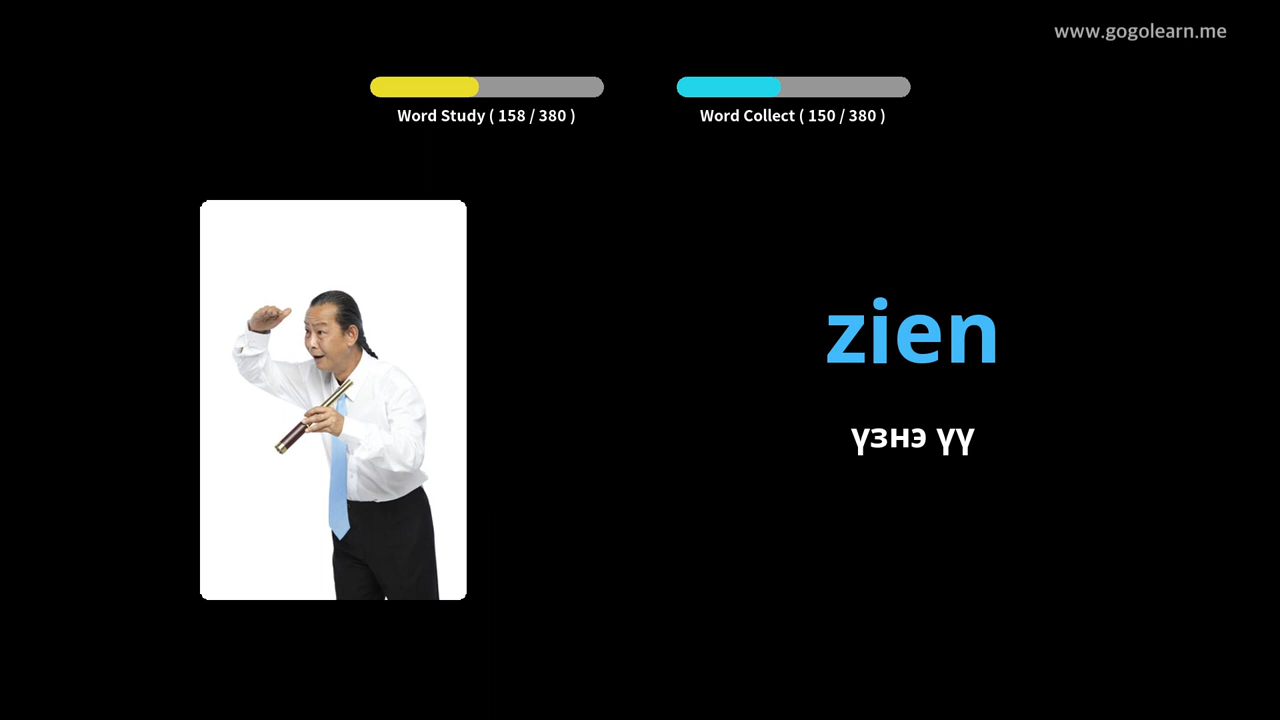 www.gogolearn.me
Word Study ( 158 / 380 )
Word Collect ( 150 / 380 )
zien
үзнэ үү